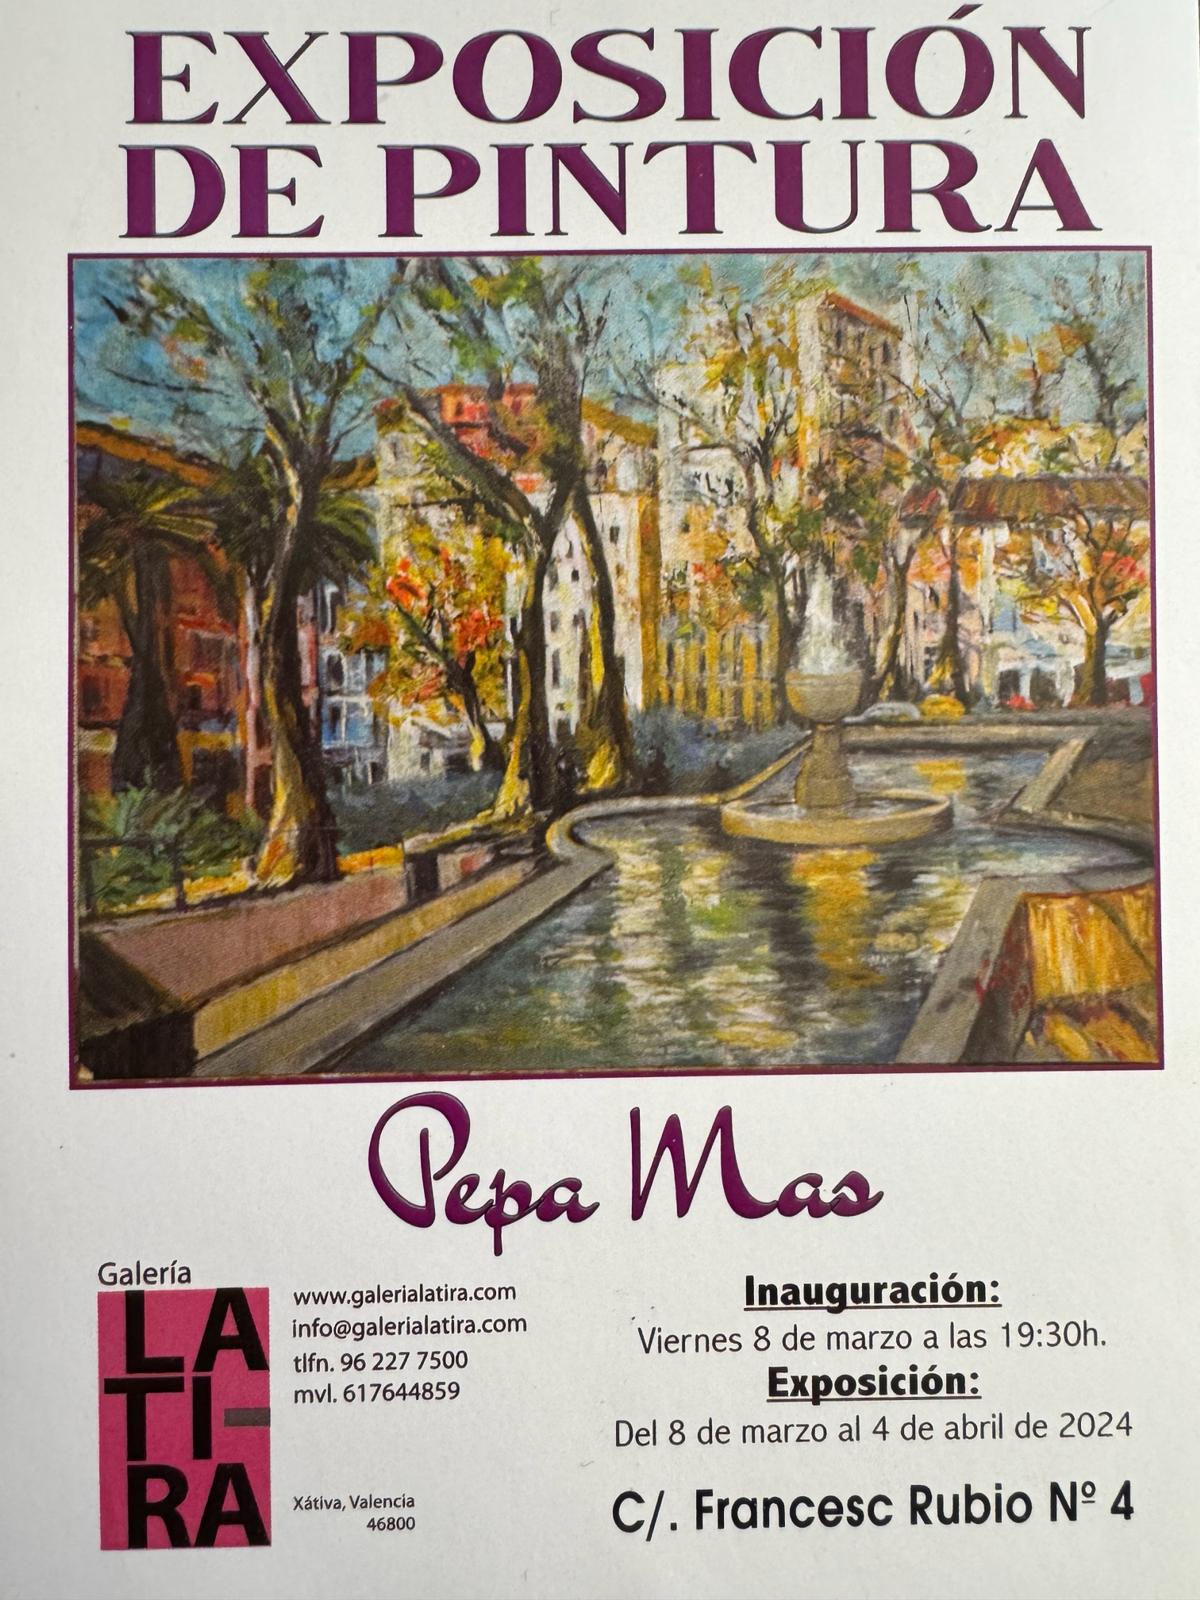 EXPOSICIÓN
DE PINTURA
Pepa Mas
Galería
LA
TI-
RA
www.galerialatira.com
info@galerialatira.com
tlfn. 96 227 7500
mvl. 617644859
Xátiva, Valencia
46800
Inauguración:
Viernes 8 de marzo a las 19:30h.
Exposición:
Del 8 de marzo al 4 de abril de 2024
C/. Francesc Rubio Nº 4